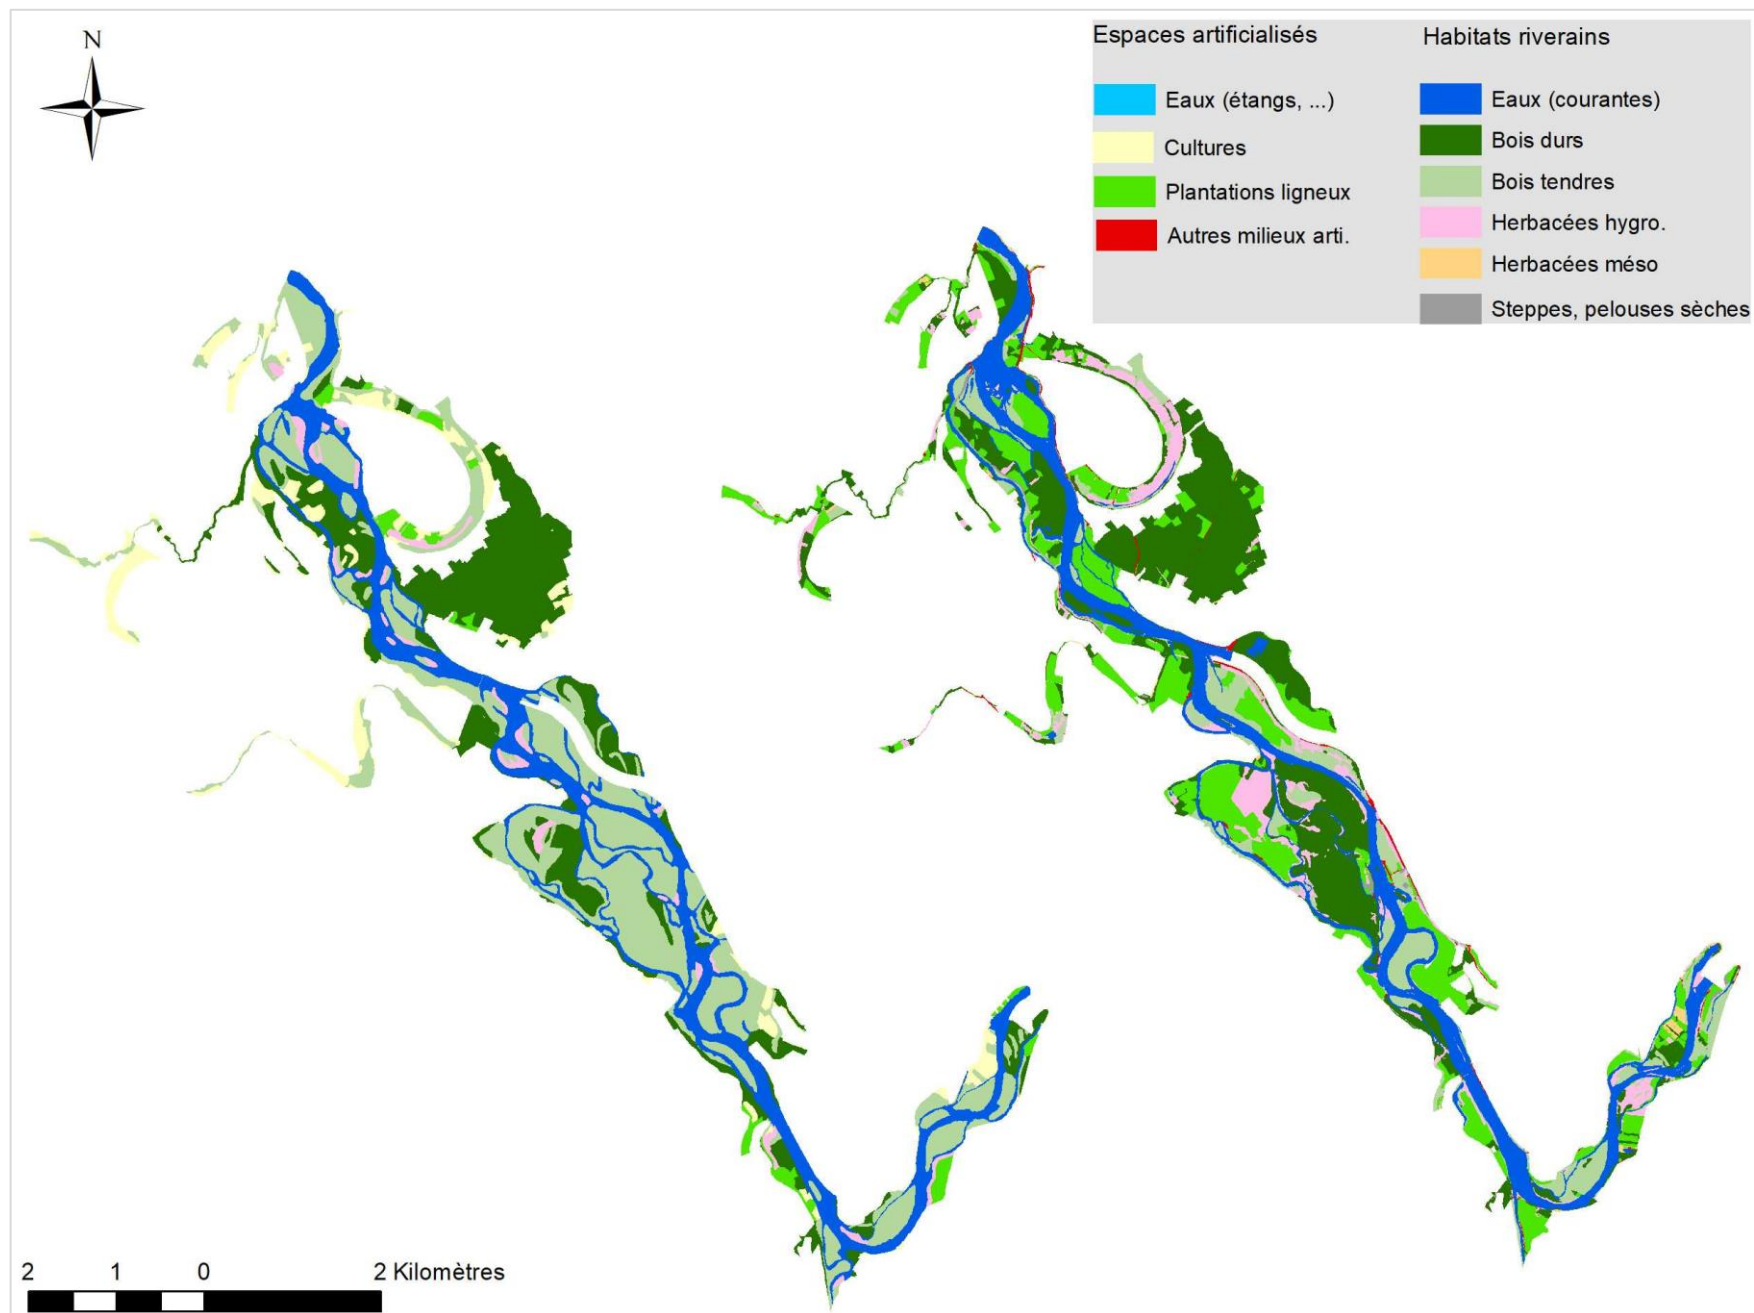 N
Espaces artificialisés
Eaux (étangs, ...)
Cultures
Plantations ligneux
Autres milieux arti.
Habitats riverains
Eaux (courantes)
Bois durs
Bois tendres
Herbacées hygro.
Herbacées méso
Steppes, pelouses sèches
2 1 0 2 Kilomètres